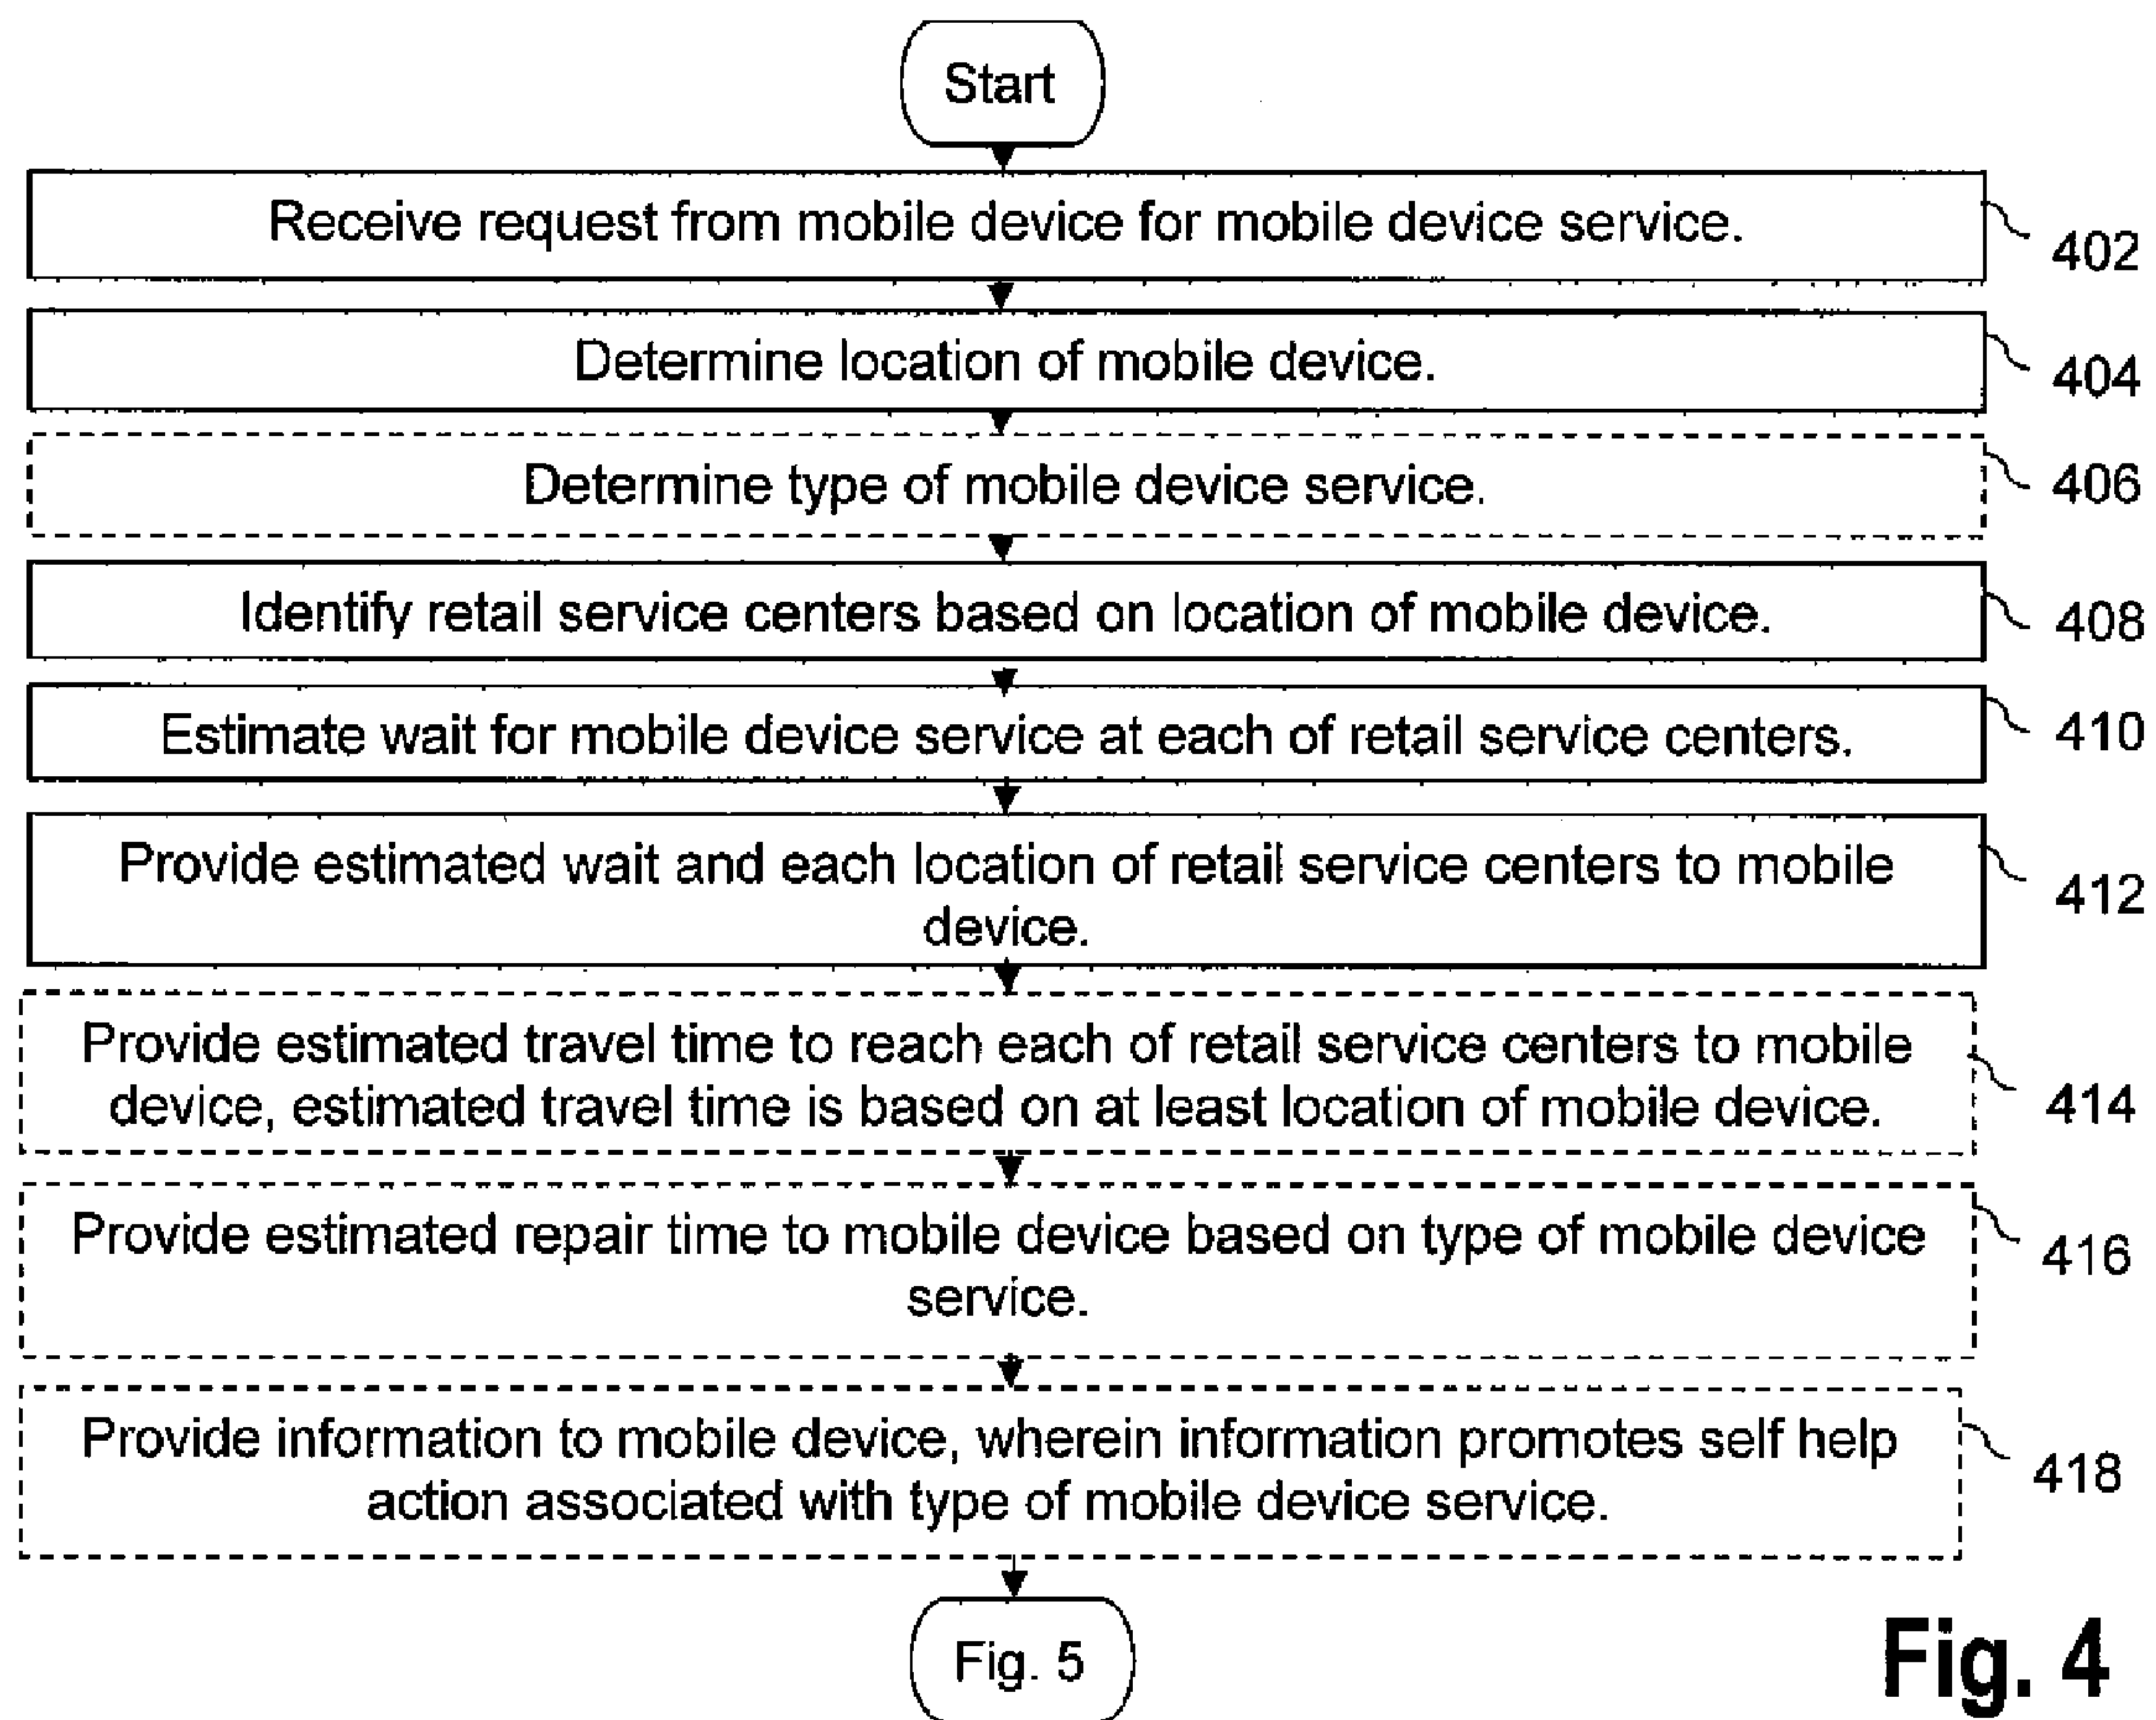 Start
Receive request from mobile device for mobile device service.
402
Determine location of mobile device.
404
Determine type of mobile device service.
406
Identify retail service centers based on location of mobile device.
408
Estimate wait for mobile device service at each of retail service centers.
410
Provide estimated wait and each location of retail service centers to mobile
device.
412
Provide estimated travel time to reach each of retail service centers to mobile
device, estimated travel time is based on at least location of mobile device.
414
Provide estimated repair time to mobile device based on type of mobile device
service.
416
Provide information to mobile device, wherein information promotes self help
action associated with type of mobile device service.
418
Fig. 5
Fig. 4